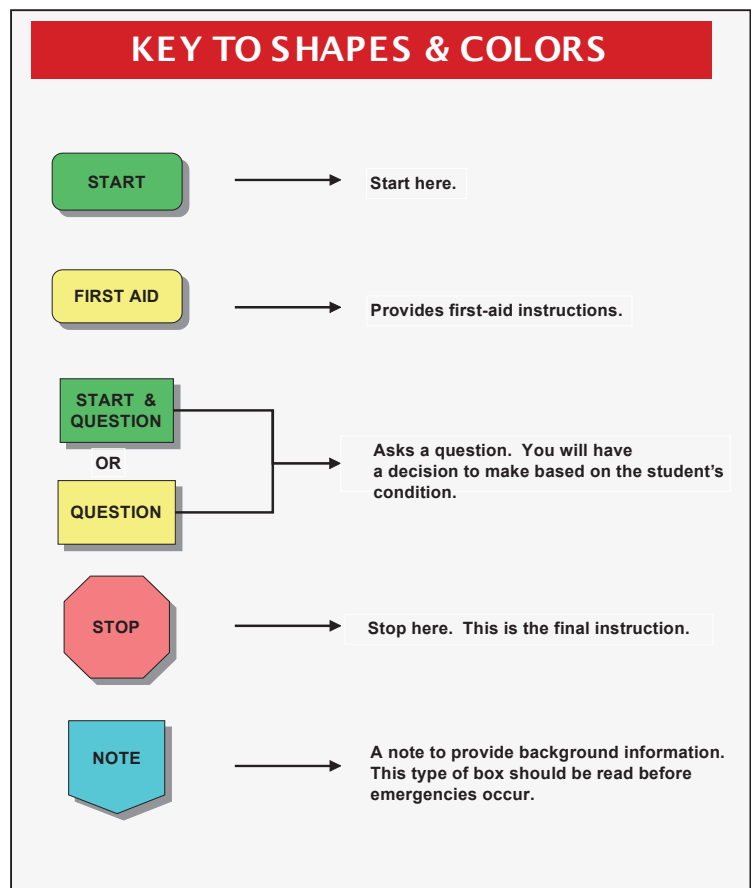 KEY TO SHAPES & COLORS
START
Start here.
FIRST AID
Provides first-aid instructions.
START &
QUESTION
OR
QUESTION
Asks a question. You will have
a decision to make based on the student’s
condition.
STOP
Stop here. This is the final instruction.
NOTE
A note to provide background information.
This type of box should be read before
emergencies occur.